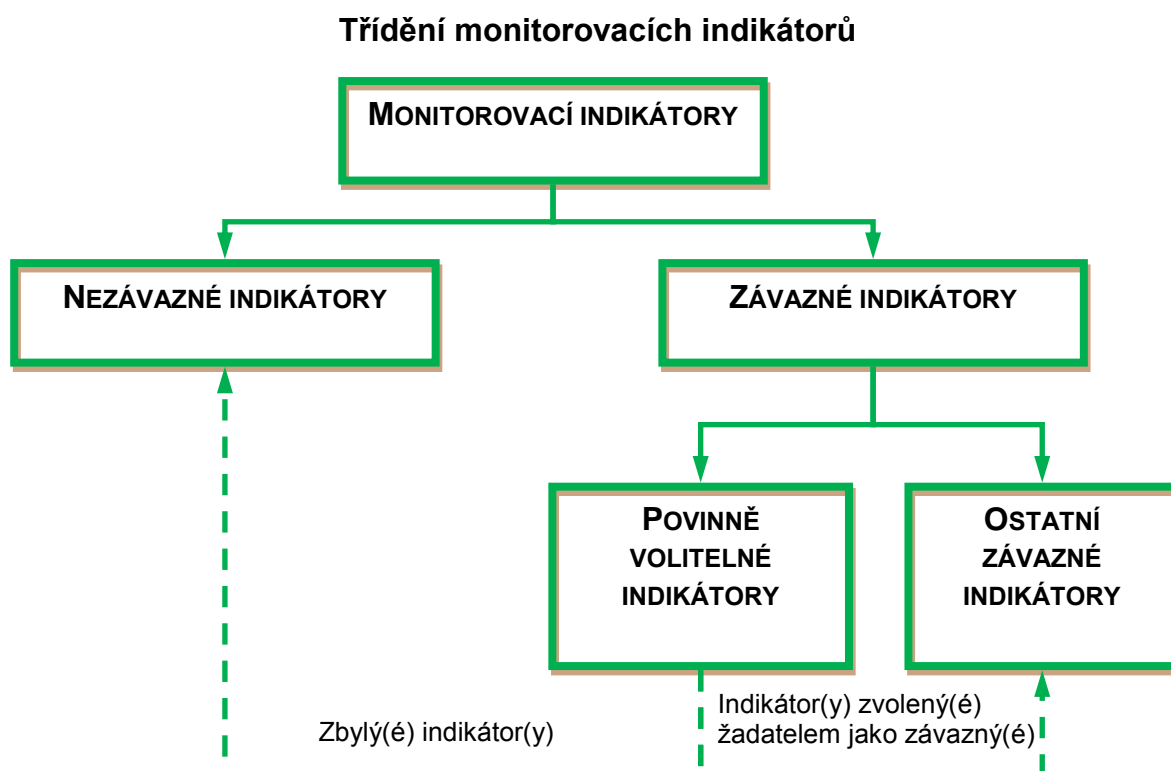 Třídění monitorovacích indikátorů
MONITOROVACÍ INDIKÁTORY
NEZÁVAZNÉ INDIKÁTORY
ZÁVAZNÉ INDIKÁTORY
POVINNĚ
VOLITELNÉ
INDIKÁTORY
OSTATNÍ
ZÁVAZNÉ
INDIKÁTORY
Zbylý(é) indikátor(y)
Indikátor(y) zvolený(é)
žadatelem jako závazný(é)